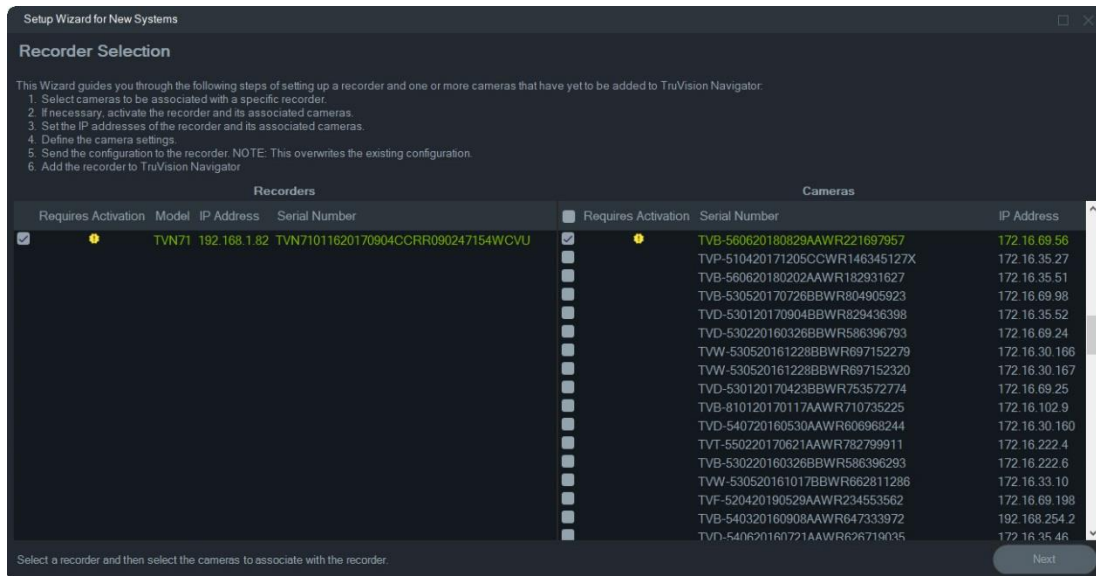 Setup Wizard for New Systems
Recorder Selection
This Wizard guides you through the following steps of setting up a recorder and one or more cameras that have yet to be added to TruVision Navigator:
1. Select cameras to be associated with a specific recorder.
2. If necessary, activate the recorder and its associated cameras.
3. Set the IP addresses of the recorder and its associated cameras.
4. Define the camera settings.
5. Send the configuration to the recorder. NOTE: This overwrites the existing configuration.
6. Add the recorder to TruVision Navigator
Recorders
Requires Activation Model IP Address Serial Number
TVN71 192.168.1.82 TVN71011620170904CCRR090247154WCVU
Cameras
Requires Activation Serial Number IP Address
TVB-560620180829AAWR221697957 172.16.69.56
TVP-510420171205CCWR146345127X 172.16.35.27
TVB-560620180202AAWR182931627 172.16.35.51
TVB-530520170726BBWR804905923 172.16.69.98
TVD-530120170904BBWR829436398 172.16.35.52
TVD-530220160326BBWR586396793 172.16.69.24
TVW-530520161228BBWR697152279 172.16.30.166
TVW-530520161228BBWR697152320 172.16.30.167
TVD-530120170423BBWR753572774 172.16.69.25
TVB-810120170117AAWR710735225 172.16.102.9
TVD-540720160530AAWR606968244 172.16.30.160
TVT-550220170621AAWR782799911 172.16.222.4
TVB-530220160326BBWR586396293 172.16.222.6
TVW-530520161017BBWR662811286 172.16.33.10
TVF-520420190529AAWR234553562 172.16.69.198
TVB-540320160908AAWR647333972 192.168.254.2
TVD-540620160721AAWR626719035 172.16.35.46
Select a recorder and then select the cameras to associate with the recorder.
Next